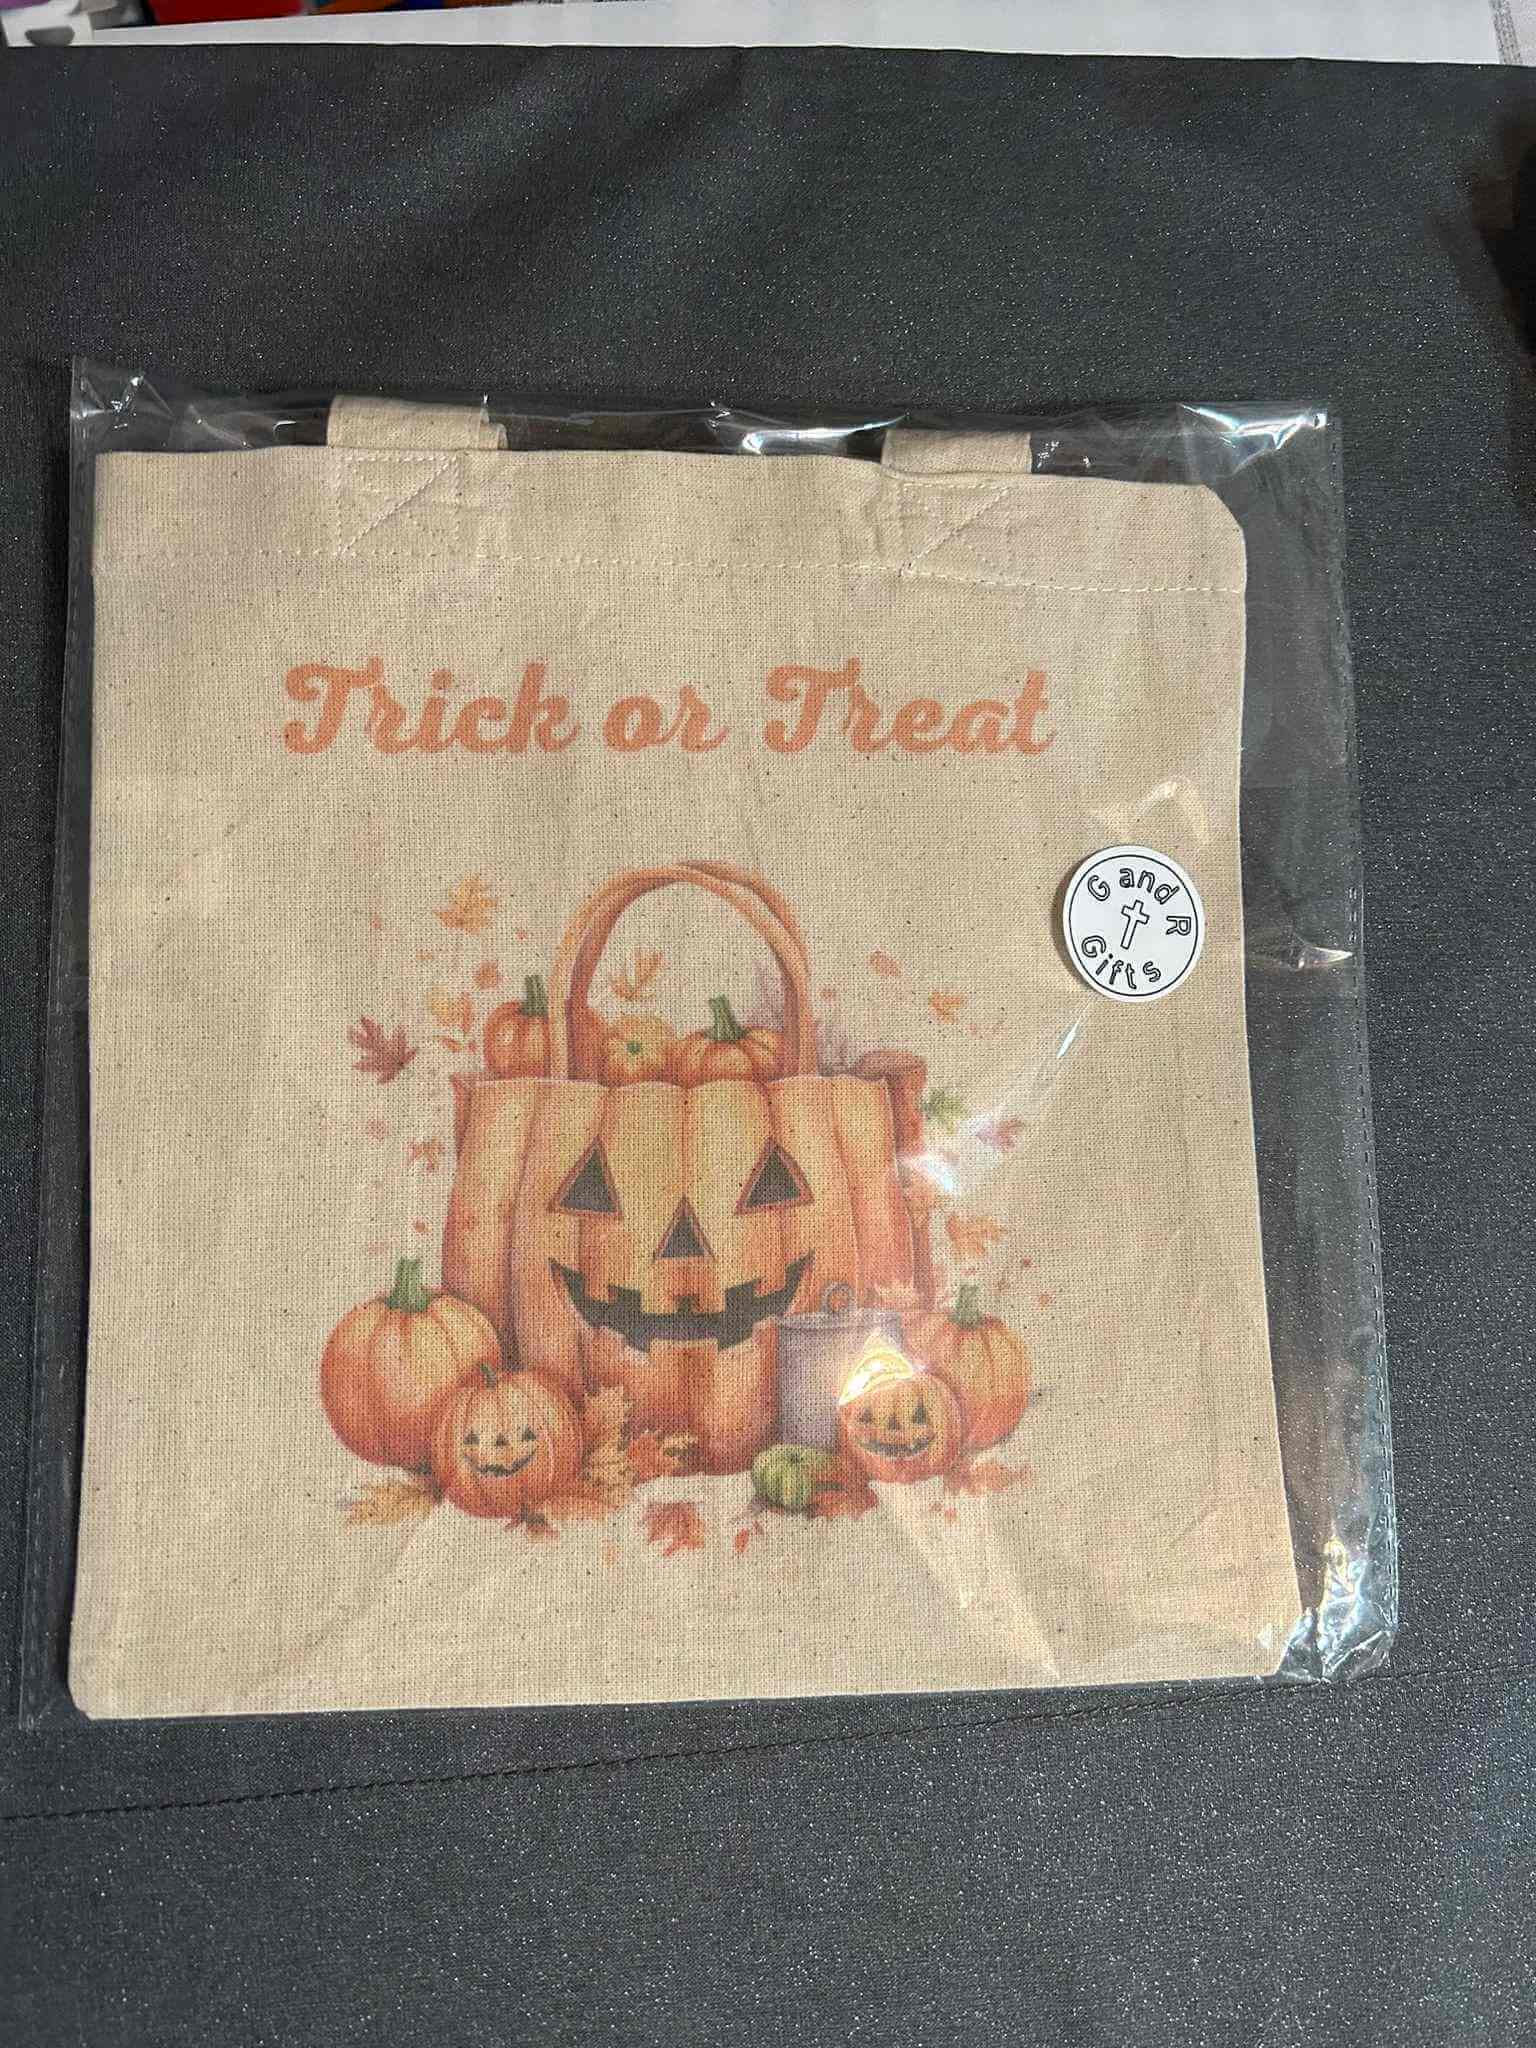 Trick or Treat
G and R
Gifts